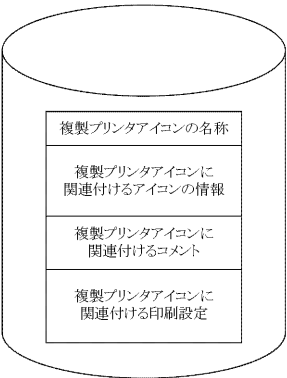 複製プリンタアイコンの名称
複製プリンタアイコンに
関連付けるアイコンの情報
複製プリンタアイコンに
関連付けるコメント
複製プリンタアイコンに
関連付ける印刷設定